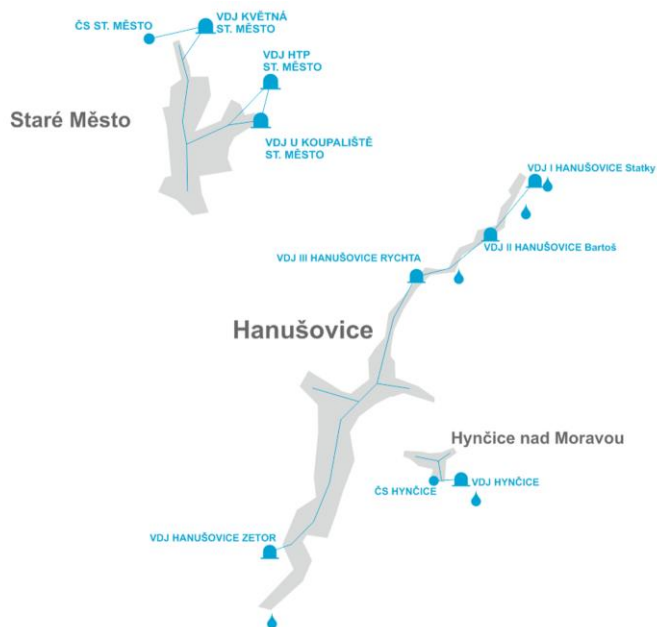 ČS ST. MĚSTO
VDJ KVĚTNÁ
ST. MĚSTO
VDJ HTP
ST. MĚSTO
Staré Město
VDJ U KOUPALIŠTĚ
ST. MĚSTO
VDJ I HANUŠOVICE Statky
VDJ II HANUŠOVICE Bartoš
VDJ III HANUŠOVICE RYCHTA
Hanušovice
Hynčice nad Moravou
ČS HYNČICE
VDJ HYNČICE
VDJ HANUŠOVICE ZETOR